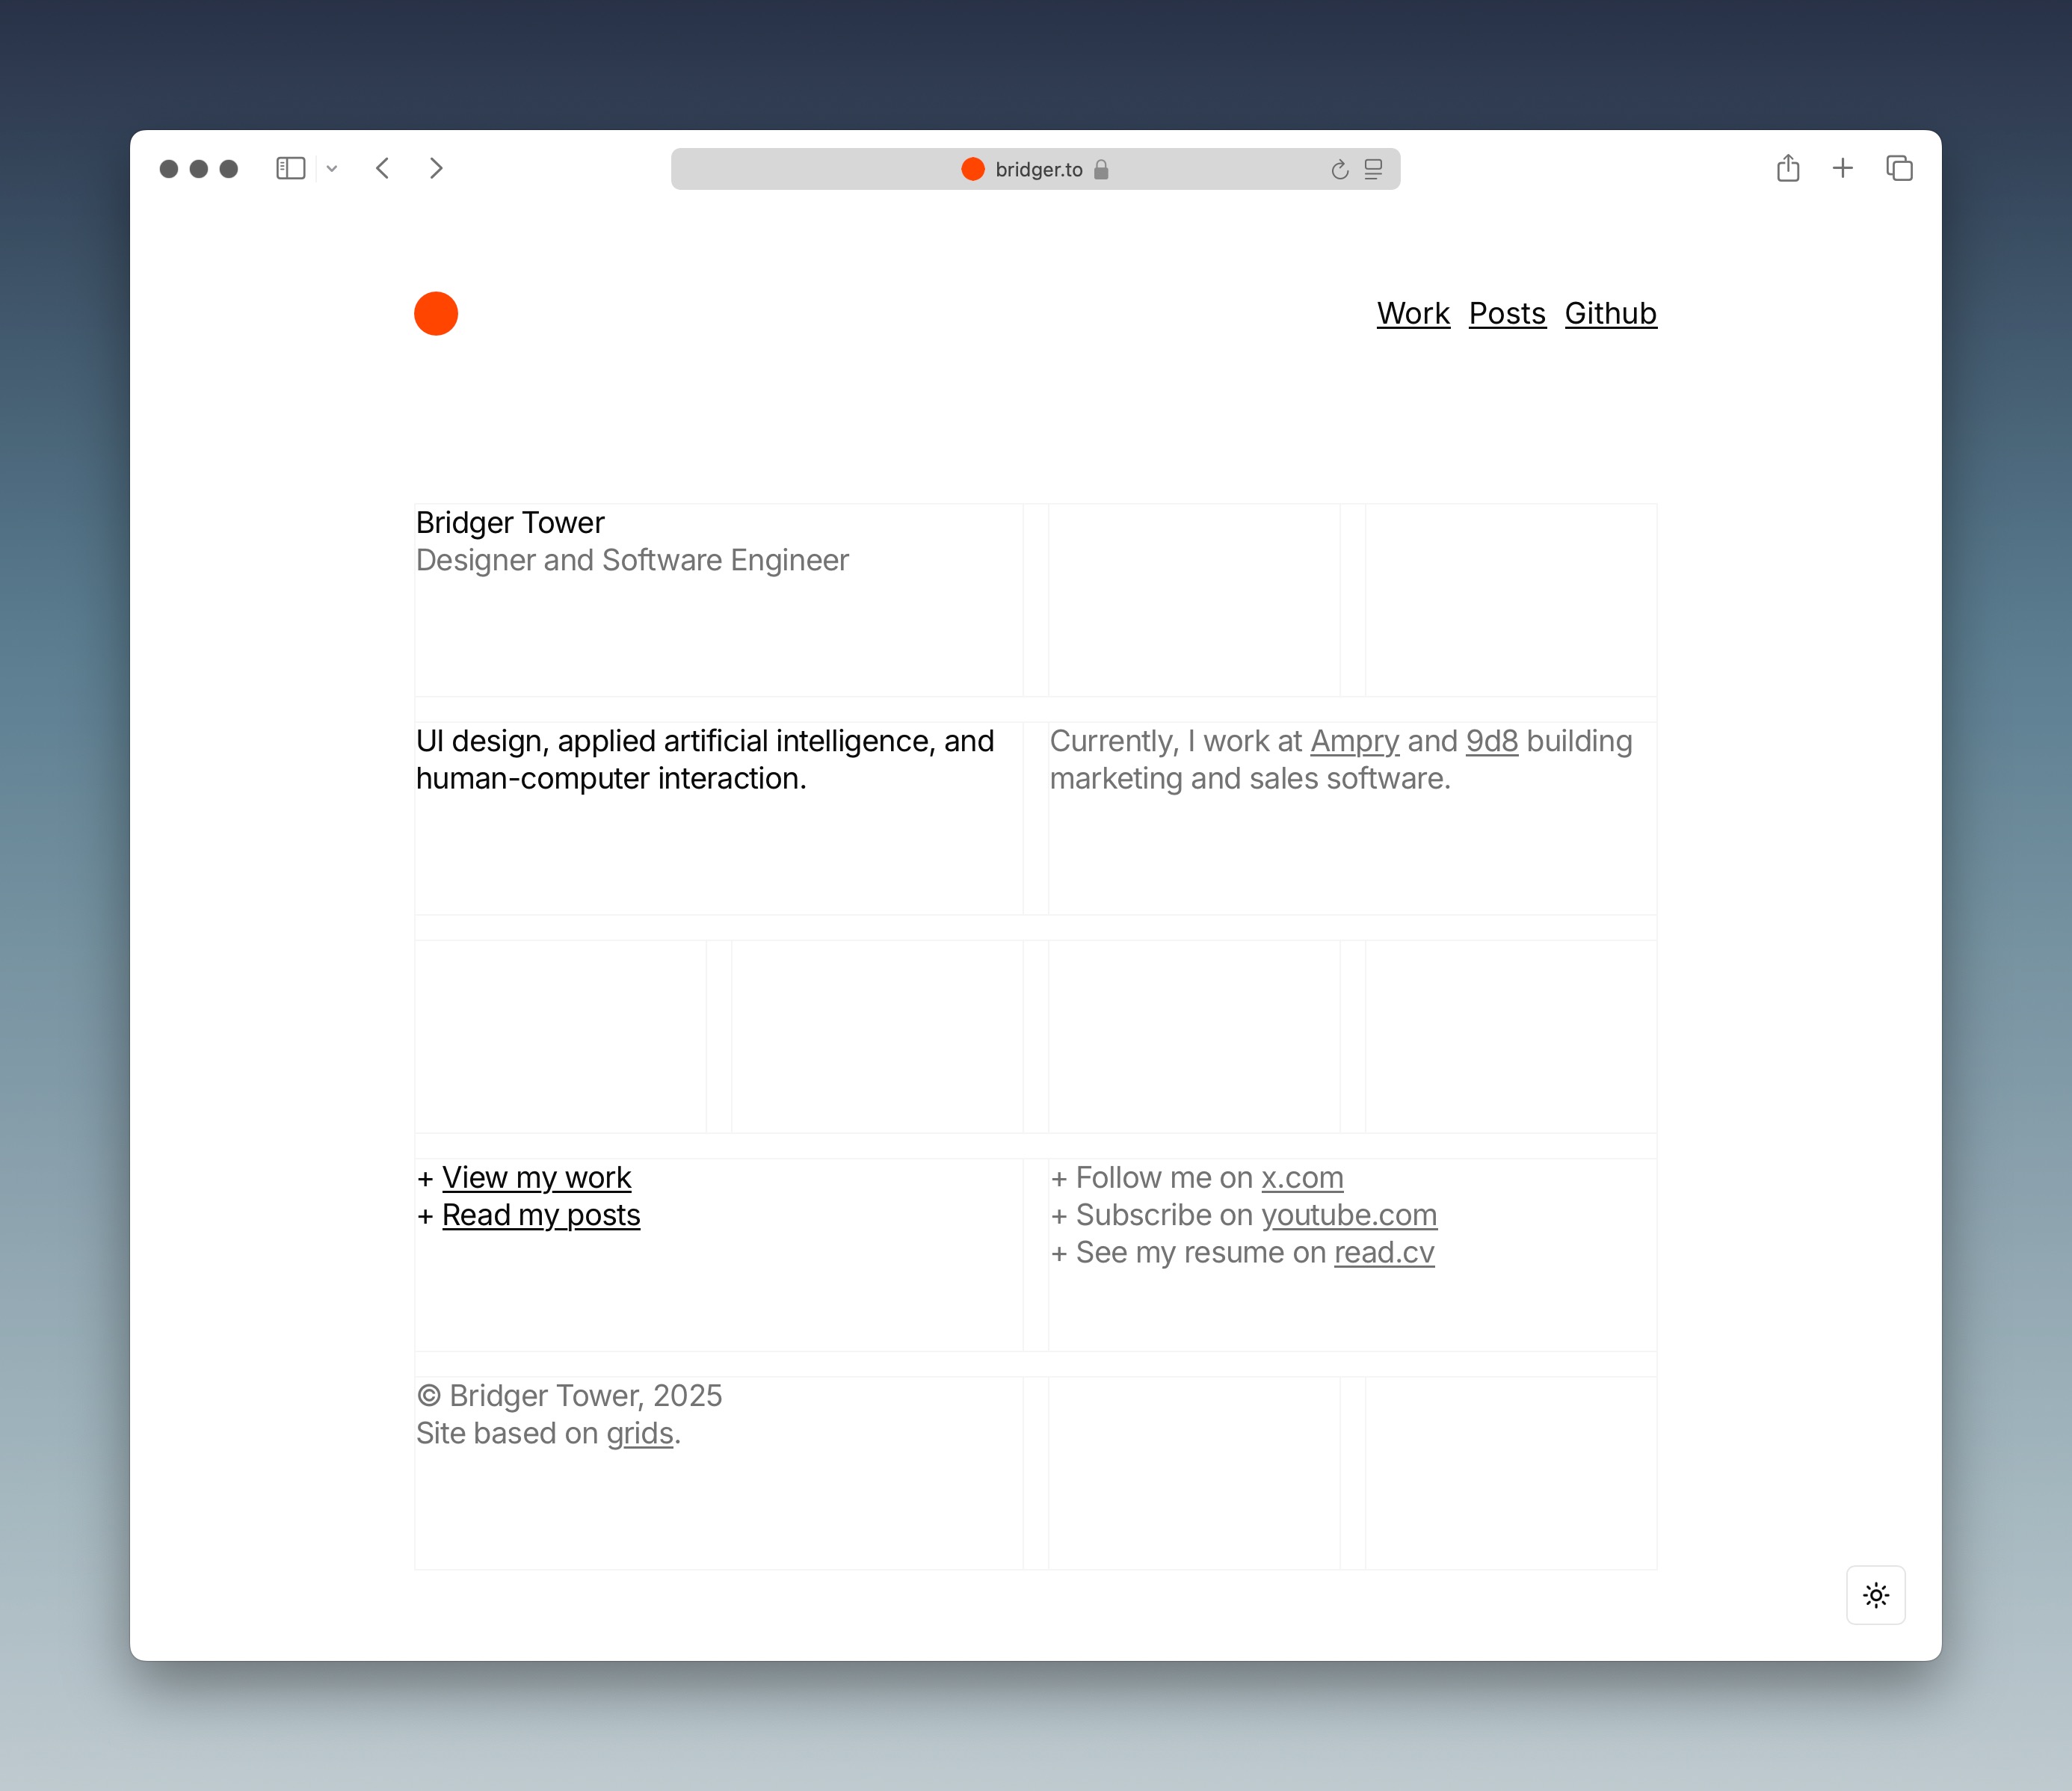 bridger.to
Work Posts Github
Bridger Tower
Designer and Software Engineer
UI design, applied artificial intelligence, and
human-computer interaction.
Currently, I work at Ampry and 9d8 building
marketing and sales software.
+ View my work
+ Read my posts
+ Follow me on x.com
+ Subscribe on youtube.com
+ See my resume on read.cv
© Bridger Tower, 2025
Site based on grids.